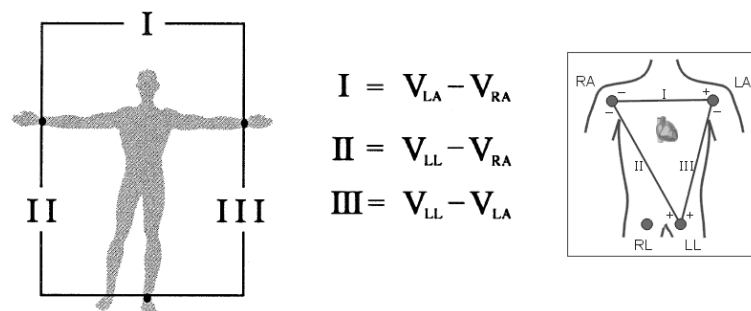 I
II
III
I = V_LA − V_RA
II = V_LL − V_RA
III = V_LL − V_LA
RA
LA
− +
I
− −
II
III
+ +
RL
LL